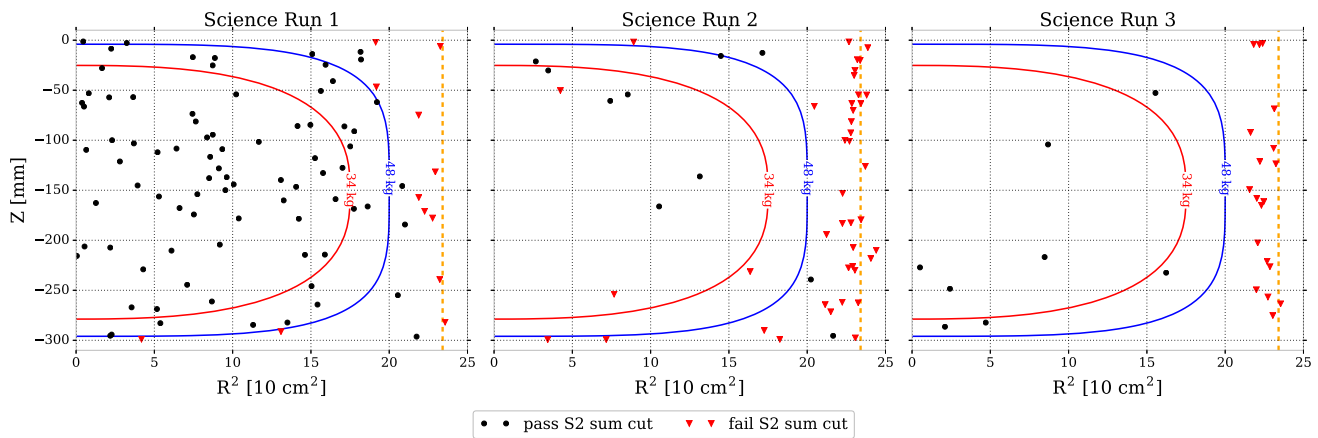 Science Run 1 Science Run 2 Science Run 3
0
−50
−100
−150
−200
−250
−300
Z [mm]
34 kg 48 kg 34 kg 48 kg 34 kg 48 kg
0 5 10 15 20 25 0 5 10 15 20 25 0 5 10 15 20 25
R² [10 cm²] R² [10 cm²] R² [10 cm²]
pass S2 sum cut fail S2 sum cut